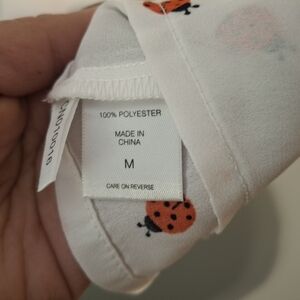 100% POLYESTER
MADE IN
CHINA
M
CARE ON REVERSE